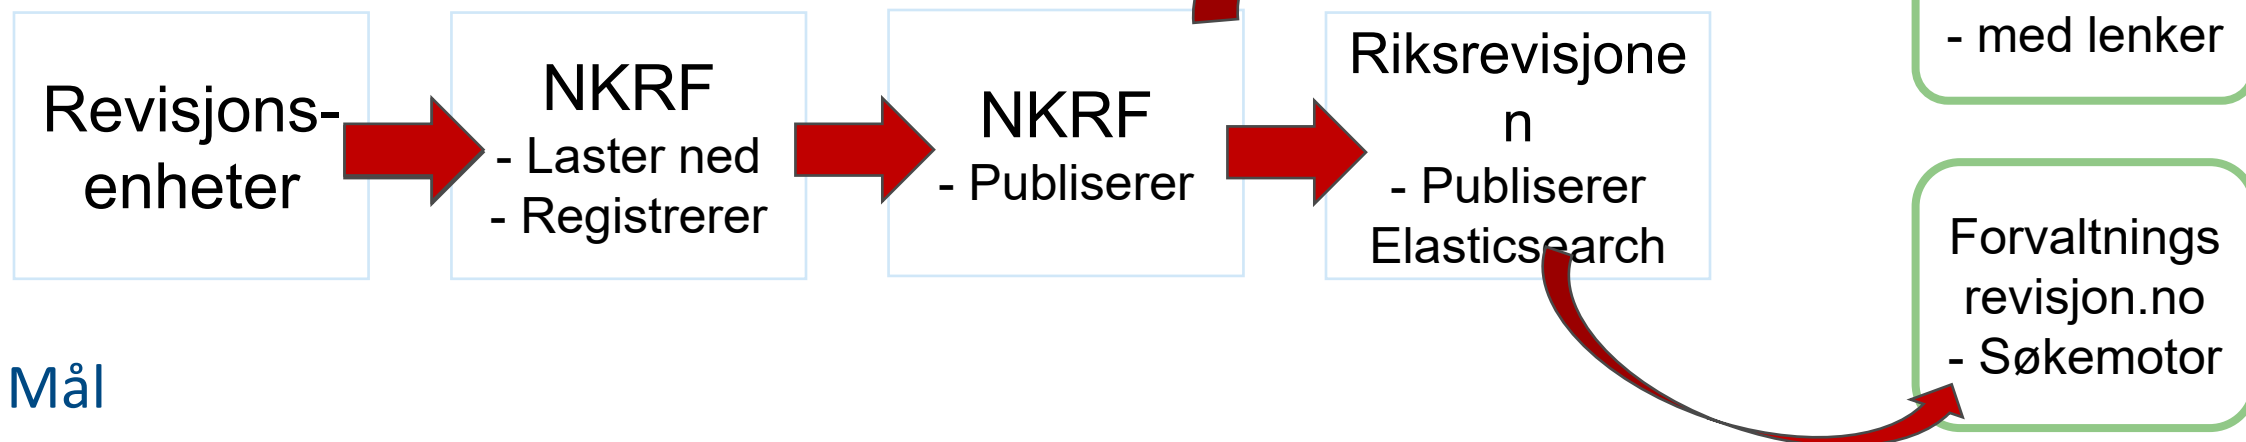 Revisjons-
enheter
NKRF
- Laster ned
- Registrerer
NKRF
- Publiserer
Riksrevisjone
n
- Publiserer
Elasticsearch
- med lenker
Forvaltnings
revisjon.no
- Søkemotor
Mål